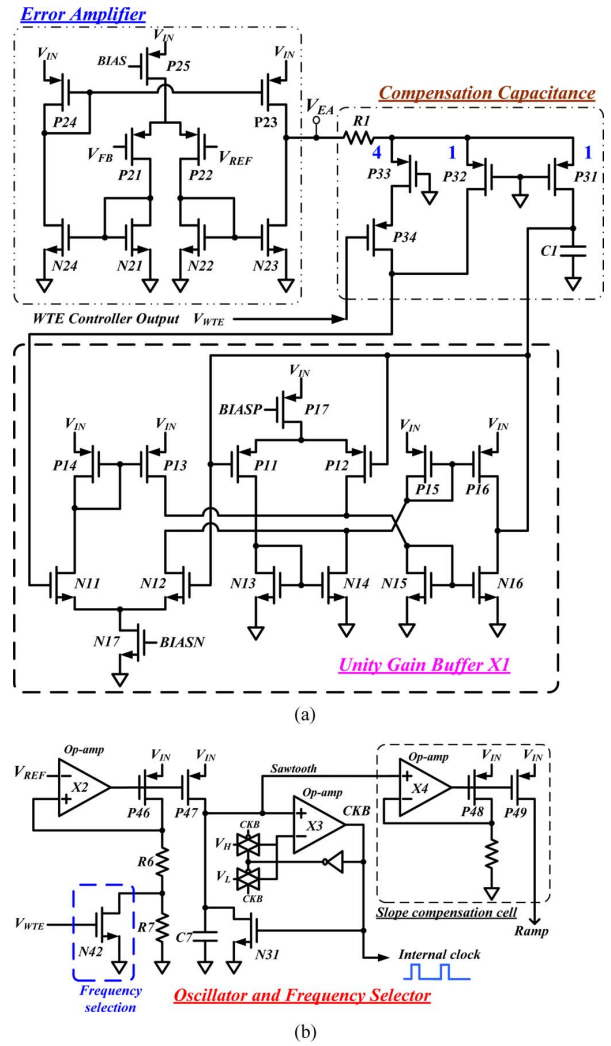 Error Amplifier
V_IN
BIAS
P25
V_IN
V_IN
P24
P23
V_EA
Compensation Capacitance
R1
4
1
1
P33
P32
P31
V_FB
P21
P22
V_REF
P34
C1
N24
N21
N22
N23
WTE Controller Output V_WTE
V_IN
BIASP
P17
V_IN
V_IN
V_IN
V_IN
P14
P13
P11
P12
P15
P16
N11
N12
N13
N14
N15
N16
N17
BIASN
Unity Gain Buffer X1
(a)
Op-amp
V_REF
X2
V_IN
V_IN
P46
P47
Sawtooth
Op-amp
X3
CKB
CKB
V_H
V_L
CKB
Op-amp
X4
V_IN
V_IN
P48
P49
R6
V_WTE
R7
N42
C7
N31
Slope compensation cell
Ramp
Frequency
selection
Internal clock
Oscillator and Frequency Selector
(b)